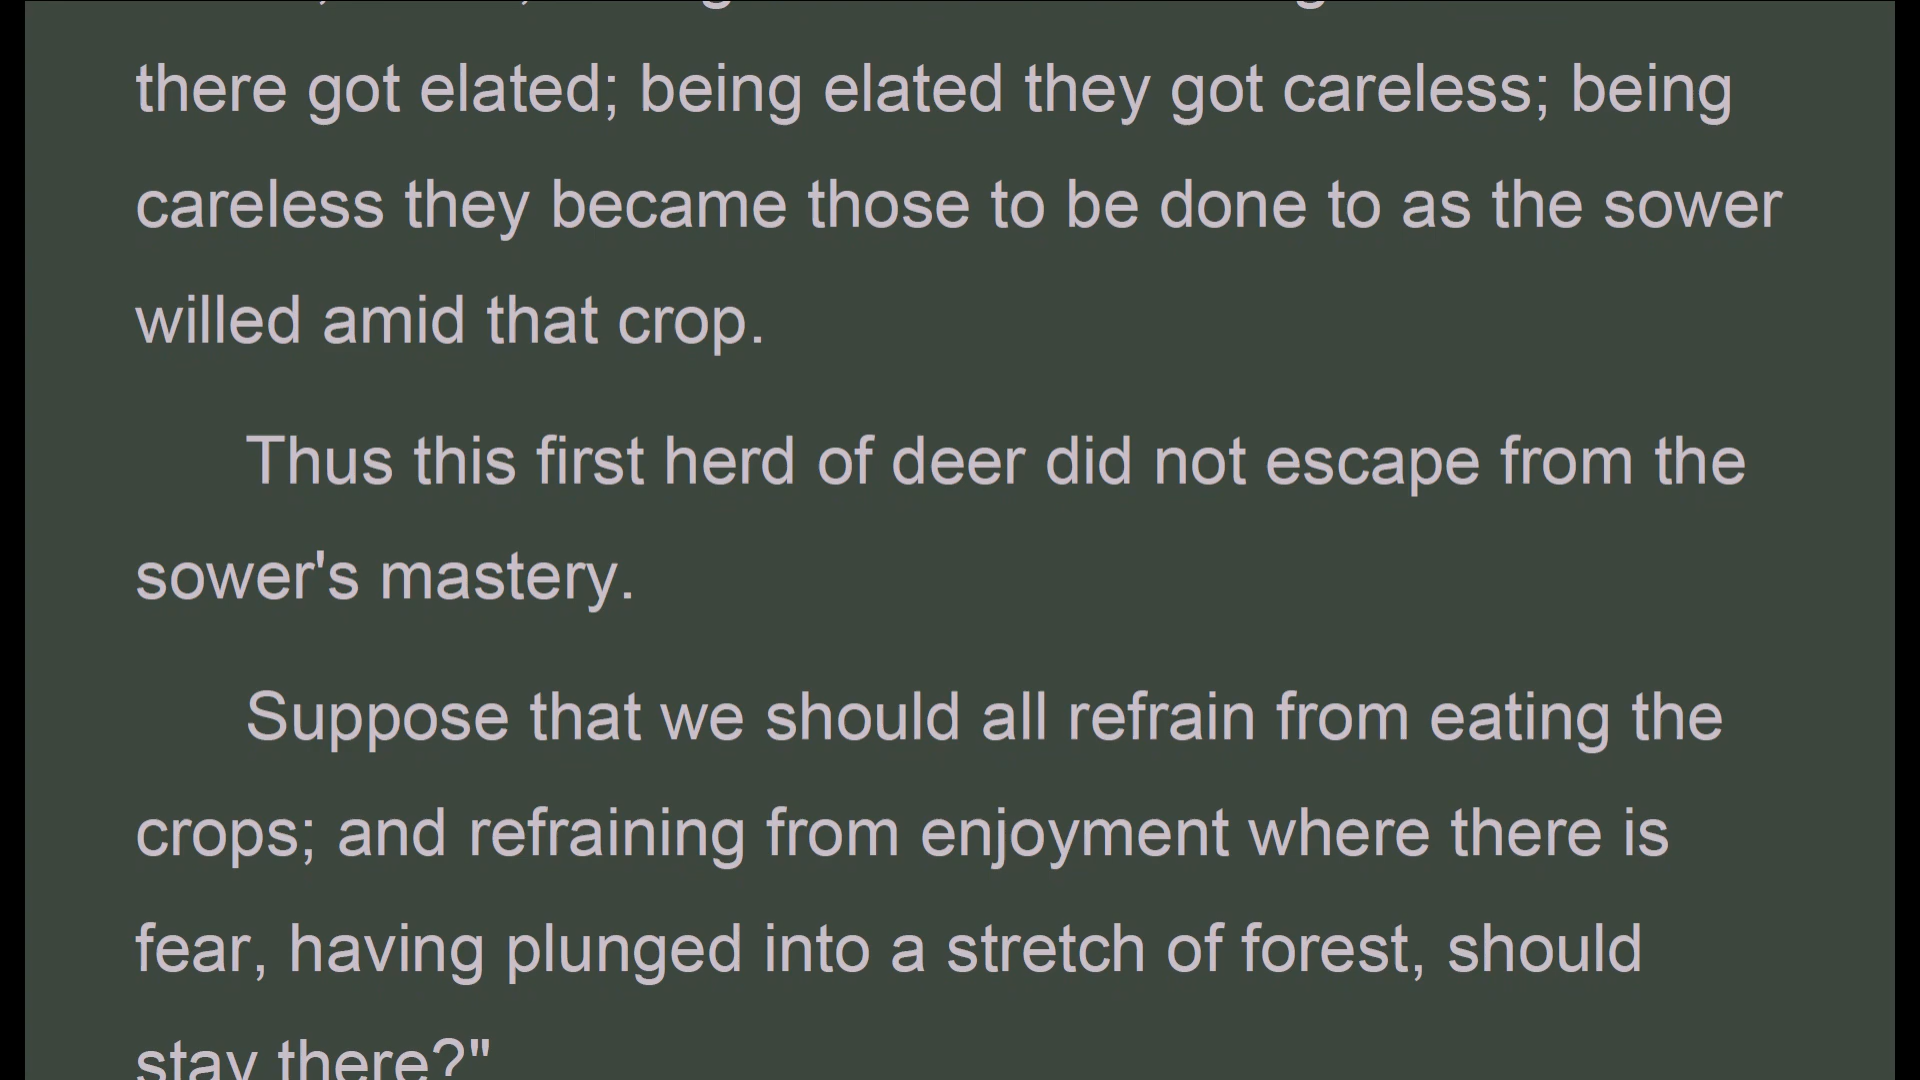 there got elated; being elated they got careless; being
careless they became those to be done to as the sower
willed amid that crop.
Thus this first herd of deer did not escape from the
sower's mastery.
Suppose that we should all refrain from eating the
crops; and refraining from enjoyment where there is
fear, having plunged into a stretch of forest, should
stay there?"